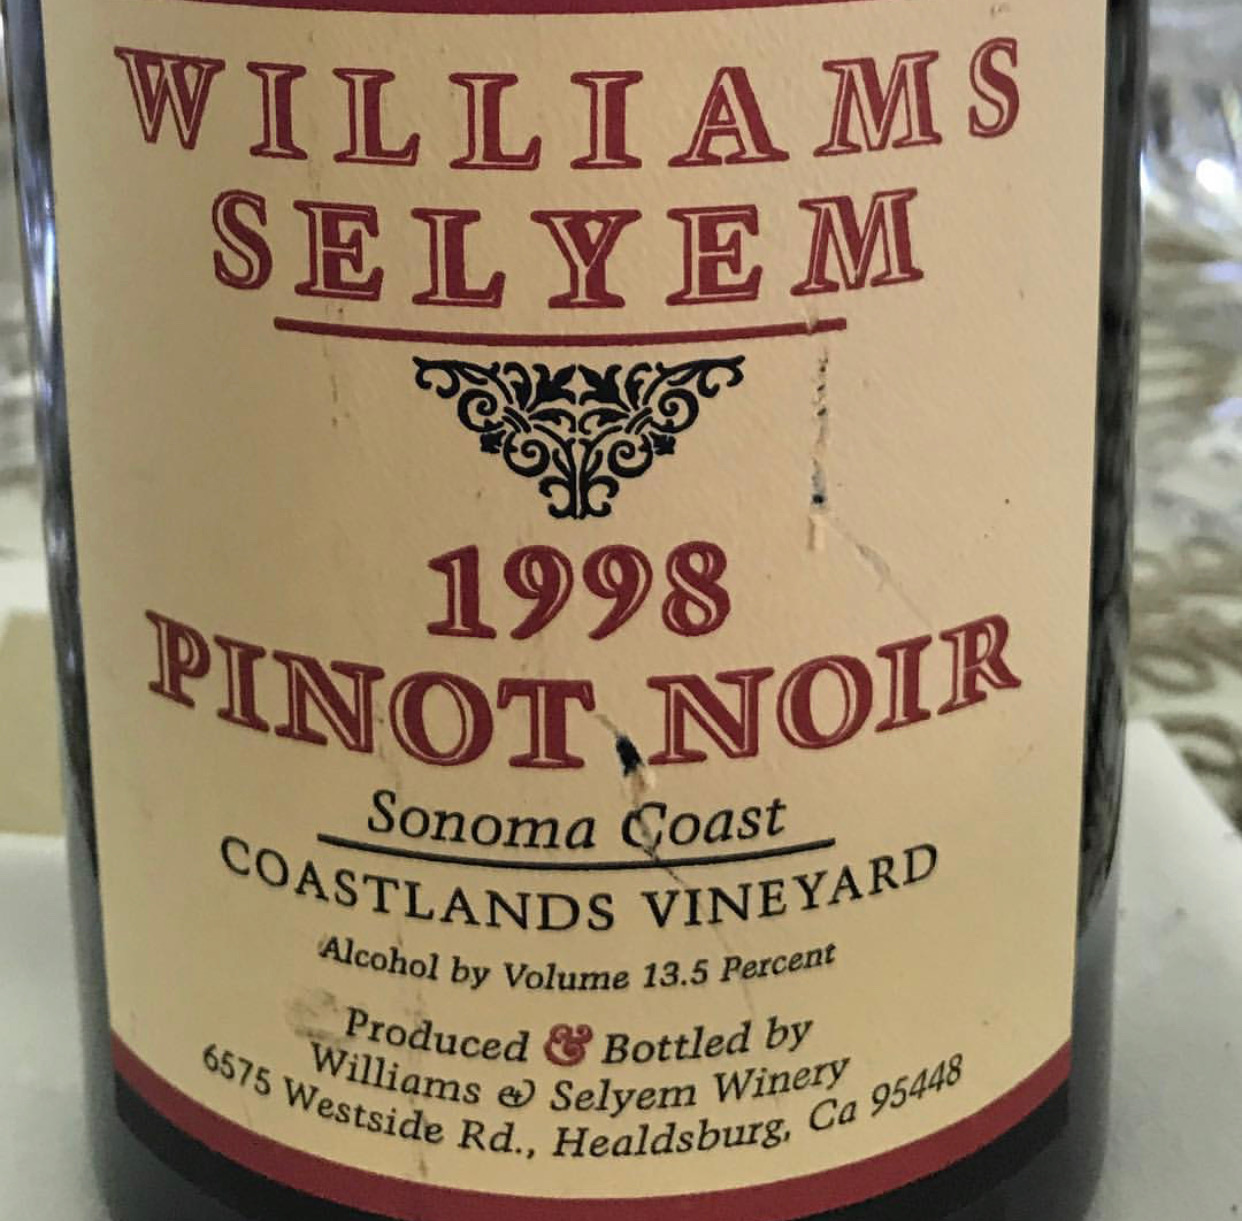 WILLIAMS
SELYEM
1998
PINOT NOIR
Sonoma Coast
COASTLANDS VINEYARD
Alcohol by Volume 13.5 Percent
Produced & Bottled by
Williams & Selyem Winery
6575 Westside Rd., Healdsburg, Ca 95448